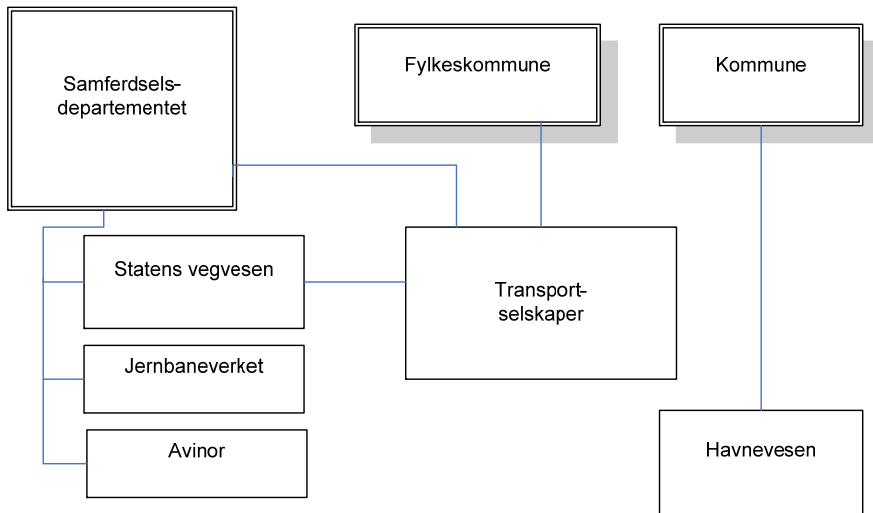 Samferdsels-
departementet
Fylkeskommune
Kommune
Statens vegvesen
Transport-
selskaper
Jernbaneverket
Avinor
Havnevesen